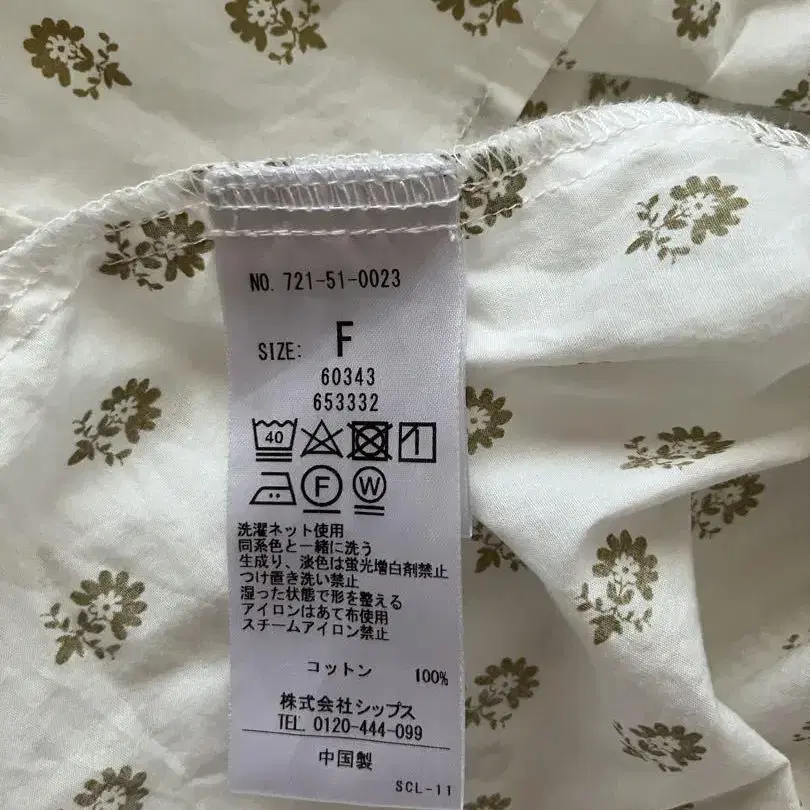 NO. 721-51-0023
SIZE: F
60343
653332
40
F W
洗濯ネット使用
同系色と一緒に洗う
生成り、淡色は蛍光増白剤禁止
つけ置き洗い禁止
湿った状態で形を整える
アイロンはあて布使用
スチームアイロン禁止
コットン 100%
株式会社シップス
TEL. 0120-444-099
中国製
SCL-11